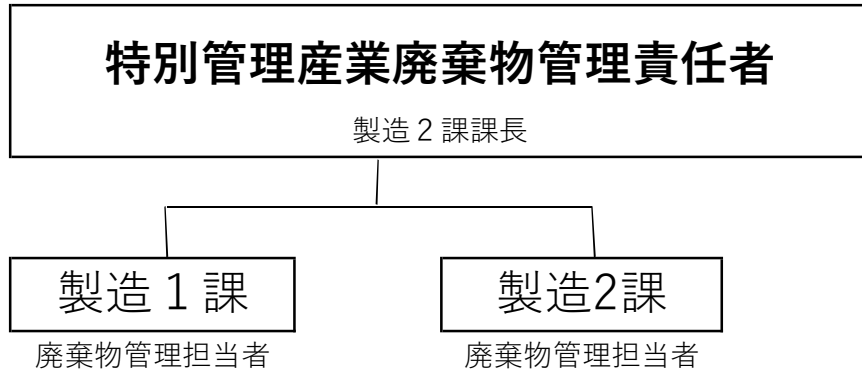 特別管理産業廃棄物管理責任者
製造２課課長
製造１課
製造2課
廃棄物管理担当者
廃棄物管理担当者